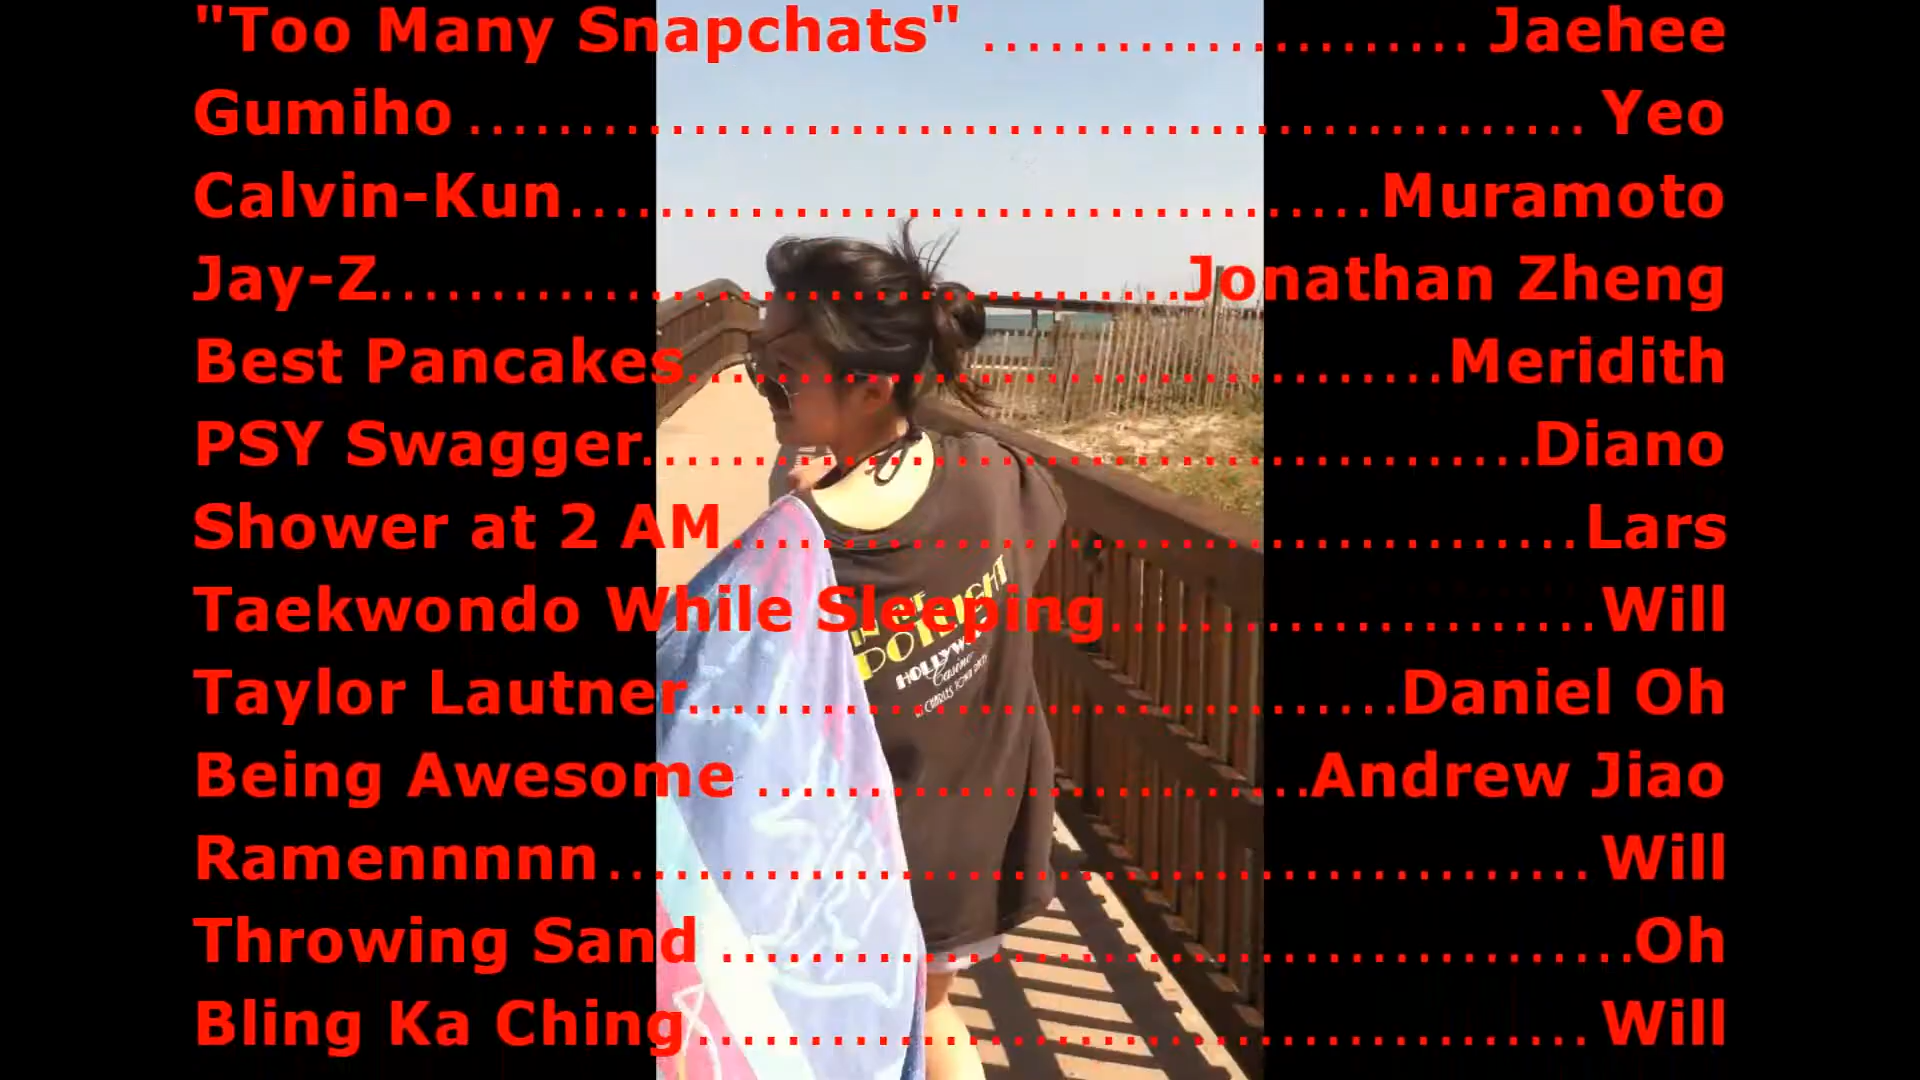 "Too Many Snapchats" ...................... Jaehee
Gumiho .................................................. Yeo
Calvin-Kun.................................... Muramoto
Jay-Z....................................Jonathan Zheng
Best Pancakes..................................Meridith
PSY Swagger........................................Diano
Shower at 2 AM......................................Lars
Taekwondo While Sleeping......................Will
Taylor Lautner................................Daniel Oh
Being Awesome .........................Andrew Jiao
Ramennnnn............................................ Will
Throwing Sand .........................................Oh
Bling Ka Ching ........................................ Will
HOLLYW
Casino